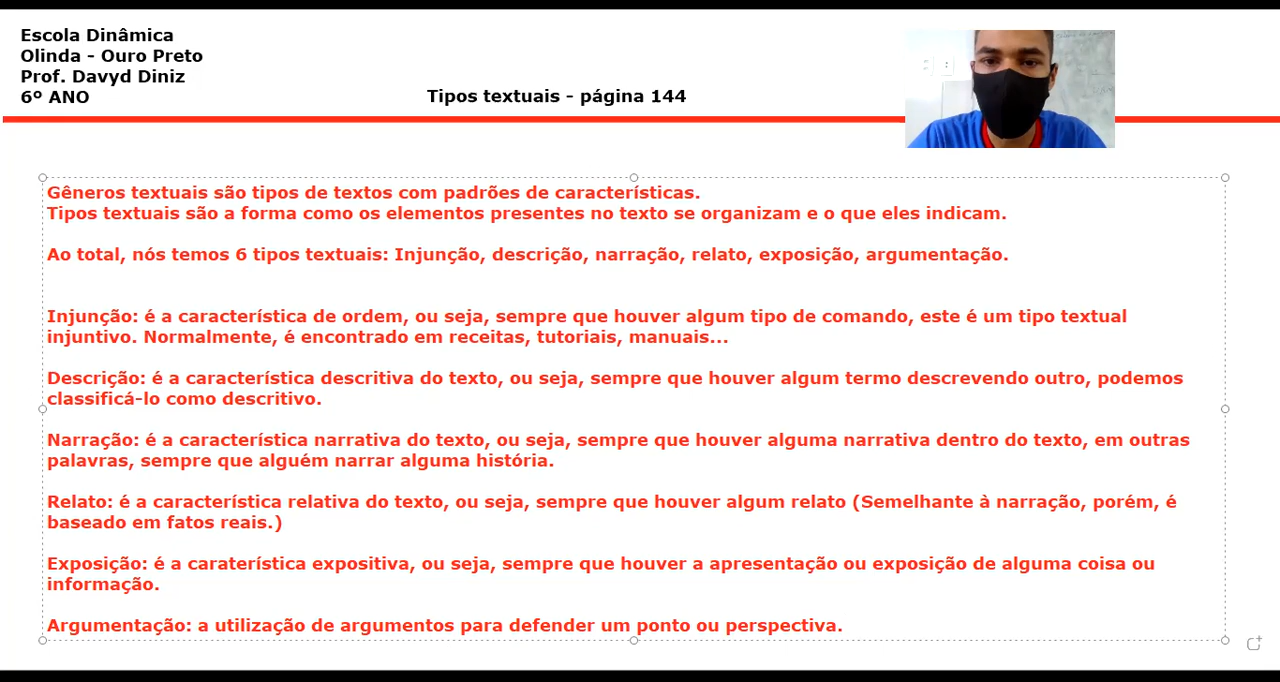 Escola Dinâmica
Olinda - Ouro Preto
Prof. Davyd Diniz
6º ANO
Tipos textuais - página 144
Gêneros textuais são tipos de textos com padrões de características.
Tipos textuais são a forma como os elementos presentes no texto se organizam e o que eles indicam.
Ao total, nós temos 6 tipos textuais: Injunção, descrição, narração, relato, exposição, argumentação.
Injunção: é a característica de ordem, ou seja, sempre que houver algum tipo de comando, este é um tipo textual
injuntivo. Normalmente, é encontrado em receitas, tutoriais, manuais...
Descrição: é a característica descritiva do texto, ou seja, sempre que houver algum termo descrevendo outro, podemos
classificá-lo como descritivo.
Narração: é a característica narrativa do texto, ou seja, sempre que houver alguma narrativa dentro do texto, em outras
palavras, sempre que alguém narrar alguma história.
Relato: é a característica relativa do texto, ou seja, sempre que houver algum relato (Semelhante à narração, porém, é
baseado em fatos reais.)
Exposição: é a caraterística expositiva, ou seja, sempre que houver a apresentação ou exposição de alguma coisa ou
informação.
Argumentação: a utilização de argumentos para defender um ponto ou perspectiva.